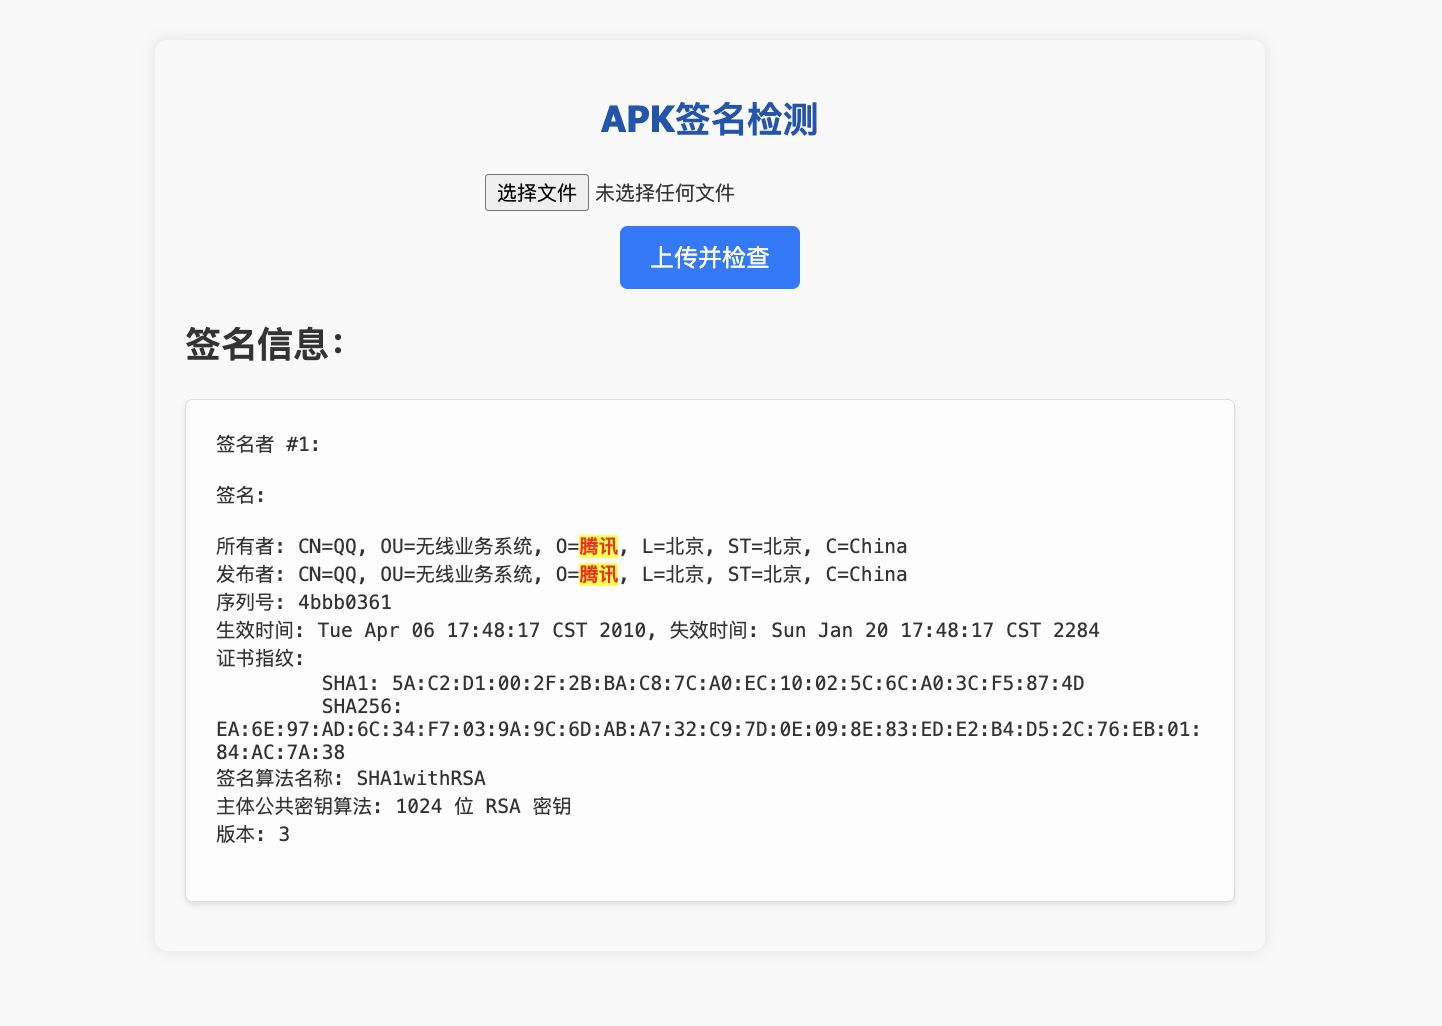 APK签名检测
选择文件 未选择任何文件
上传并检查
签名信息：
签名者 #1:
签名:
所有者: CN=QQ, OU=无线业务系统, O=腾讯, L=北京, ST=北京, C=China
发布者: CN=QQ, OU=无线业务系统, O=腾讯, L=北京, ST=北京, C=China
序列号: 4bbb0361
生效时间: Tue Apr 06 17:48:17 CST 2010, 失效时间: Sun Jan 20 17:48:17 CST 2284
证书指纹:
SHA1: 5A:C2:D1:00:2F:2B:BA:C8:7C:A0:EC:10:02:5C:6C:A0:3C:F5:87:4D
SHA256:
EA:6E:97:AD:6C:34:F7:03:9A:9C:6D:AB:A7:32:C9:7D:0E:09:8E:83:ED:E2:B4:D5:2C:76:EB:01:
84:AC:7A:38
签名算法名称: SHA1withRSA
主体公共密钥算法: 1024 位 RSA 密钥
版本: 3